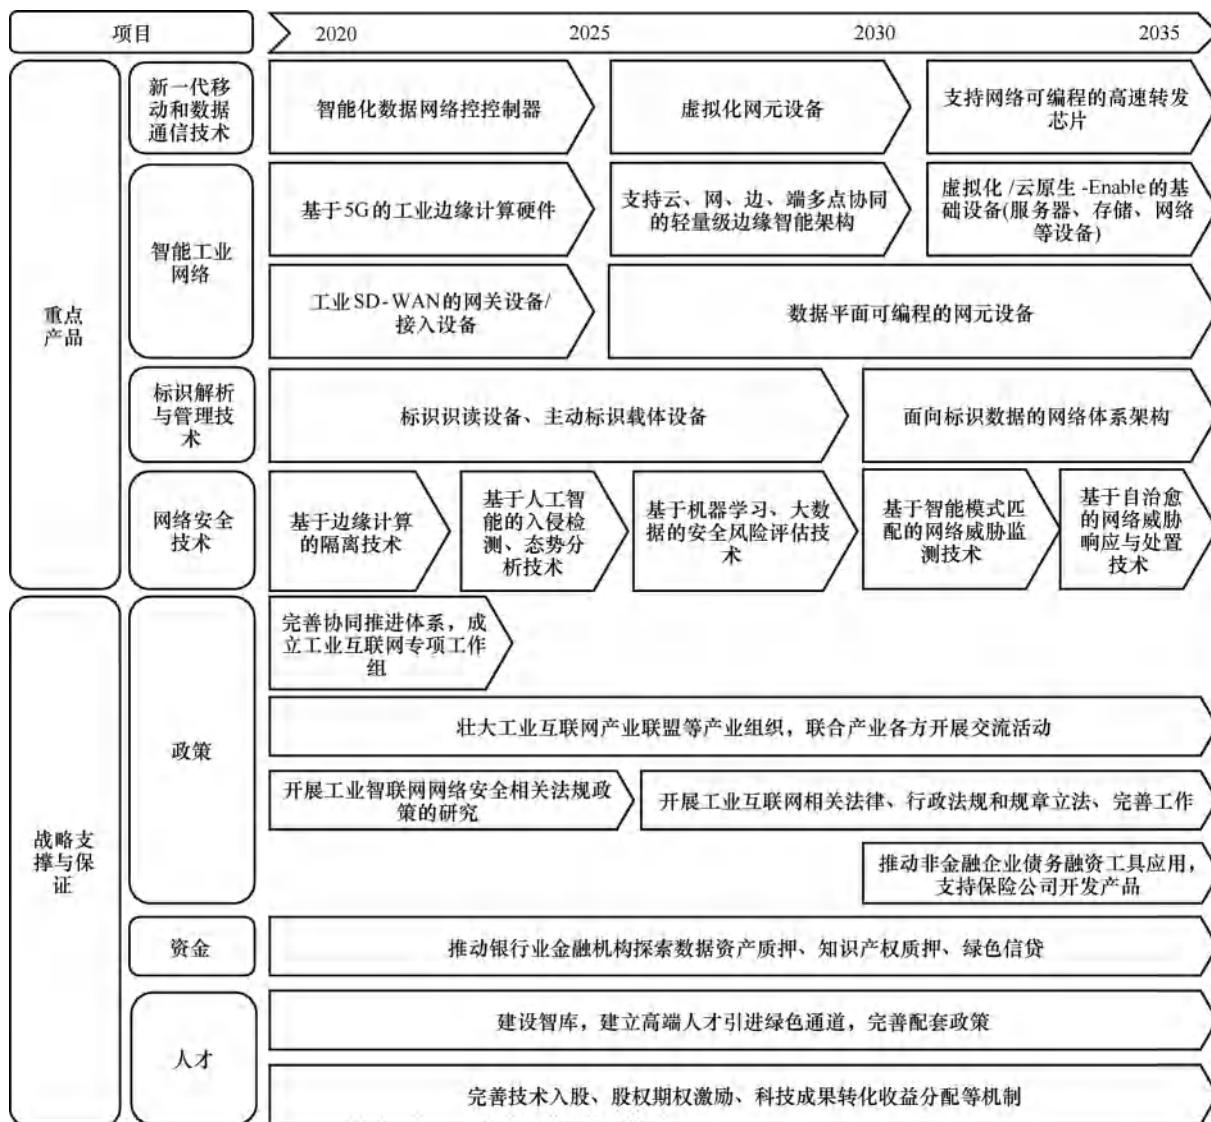 项目
2020
2025
2030
2035
重点
产品
新一代移
动和数据
通信技术
智能化数据网络控控制器
虚拟化网元设备
支持网络可编程的高速转发
芯片
智能工业
网络
基于5G的工业边缘计算硬件
支持云、网、边、端多点协同
的轻量级边缘智能架构
虚拟化/云原生-Enable的基
础设备(服务器、存储、网络
等设备)
工业SD-WAN的网关设备/
接入设备
数据平面可编程的网元设备
标识解析
与管理技
术
标识识读设备、主动标识载体设备
面向标识数据的网络体系架构
网络安全
技术
基于边缘计算
的隔离技术
基于人工智
能的入侵检
测、态势分
析技术
基于机器学习、大数
据的安全风险评估技
术
基于智能模式匹
配的网络威胁监
测技术
基于自治愈
的网络威胁
响应与处置
技术
战略支
撑与保
证
政策
完善协同推进体系，成
立工业互联网专项工作
组
壮大工业互联网产业联盟等产业组织，联合产业各方开展交流活动
开展工业智联网网络安全相关法规政
策的研究
开展工业互联网相关法律、行政法规和规章立法、完善工作
推动非金融企业债务融资工具应用，
支持保险公司开发产品
资金
推动银行业金融机构探索数据资产质押、知识产权质押、绿色信贷
人才
建设智库，建立高端人才引进绿色通道，完善配套政策
完善技术入股、股权期权激励、科技成果转化收益分配等机制